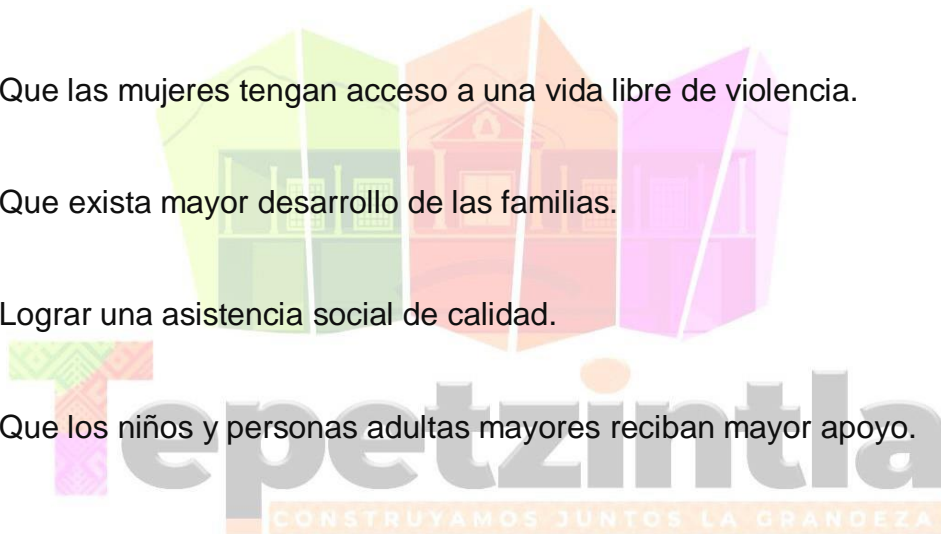 Que las mujeres tengan acceso a una vida libre de violencia.
Que exista mayor desarrollo de las familias.
Lograr una asistencia social de calidad.
Que los niños y personas adultas mayores reciban mayor apoyo.
Tepetzintla
CONSTRUYAMOS JUNTOS LA GRANDEZA